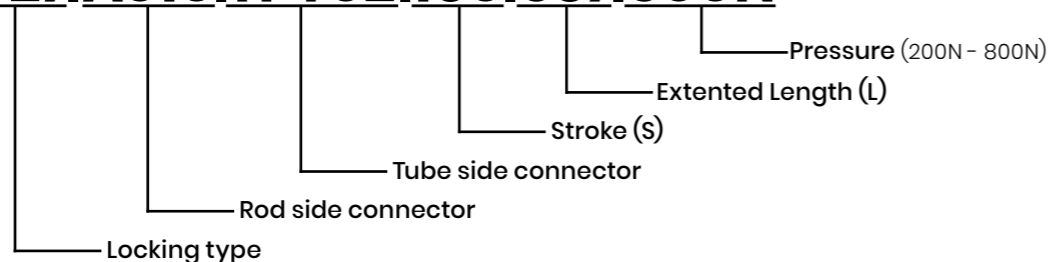 Pressure (200N - 800N)
Extented Length (L)
Stroke (S)
Tube side connector
Rod side connector
Locking type